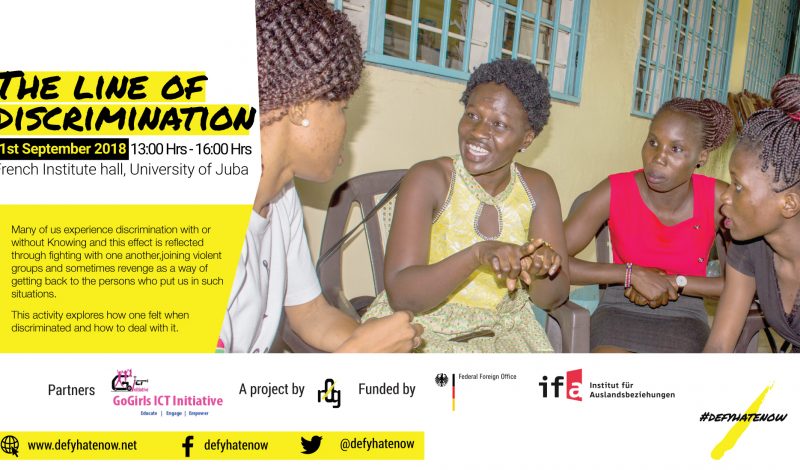 THE LINE OF
DISCRIMINATION
1st September 2018 13:00 Hrs - 16:00 Hrs
French Institute hall, University of Juba
Many of us experience discrimination with or
without Knowing and this effect is reflected
through fighting with one another,joining violent
groups and sometimes revenge as a way of
getting back to the persons who put us in such
situations.
This activity explores how one felt when
discriminated and how to deal with it.
Partners
GoGirls ICT Initiative
Educate | Engage | Empower
A project by
r0g
Funded by
Federal Foreign Office
ifa Institut für
Auslandsbeziehungen
#DEFYHATENOW
www.defyhatenow.net
defyhatenow
@defyhatenow